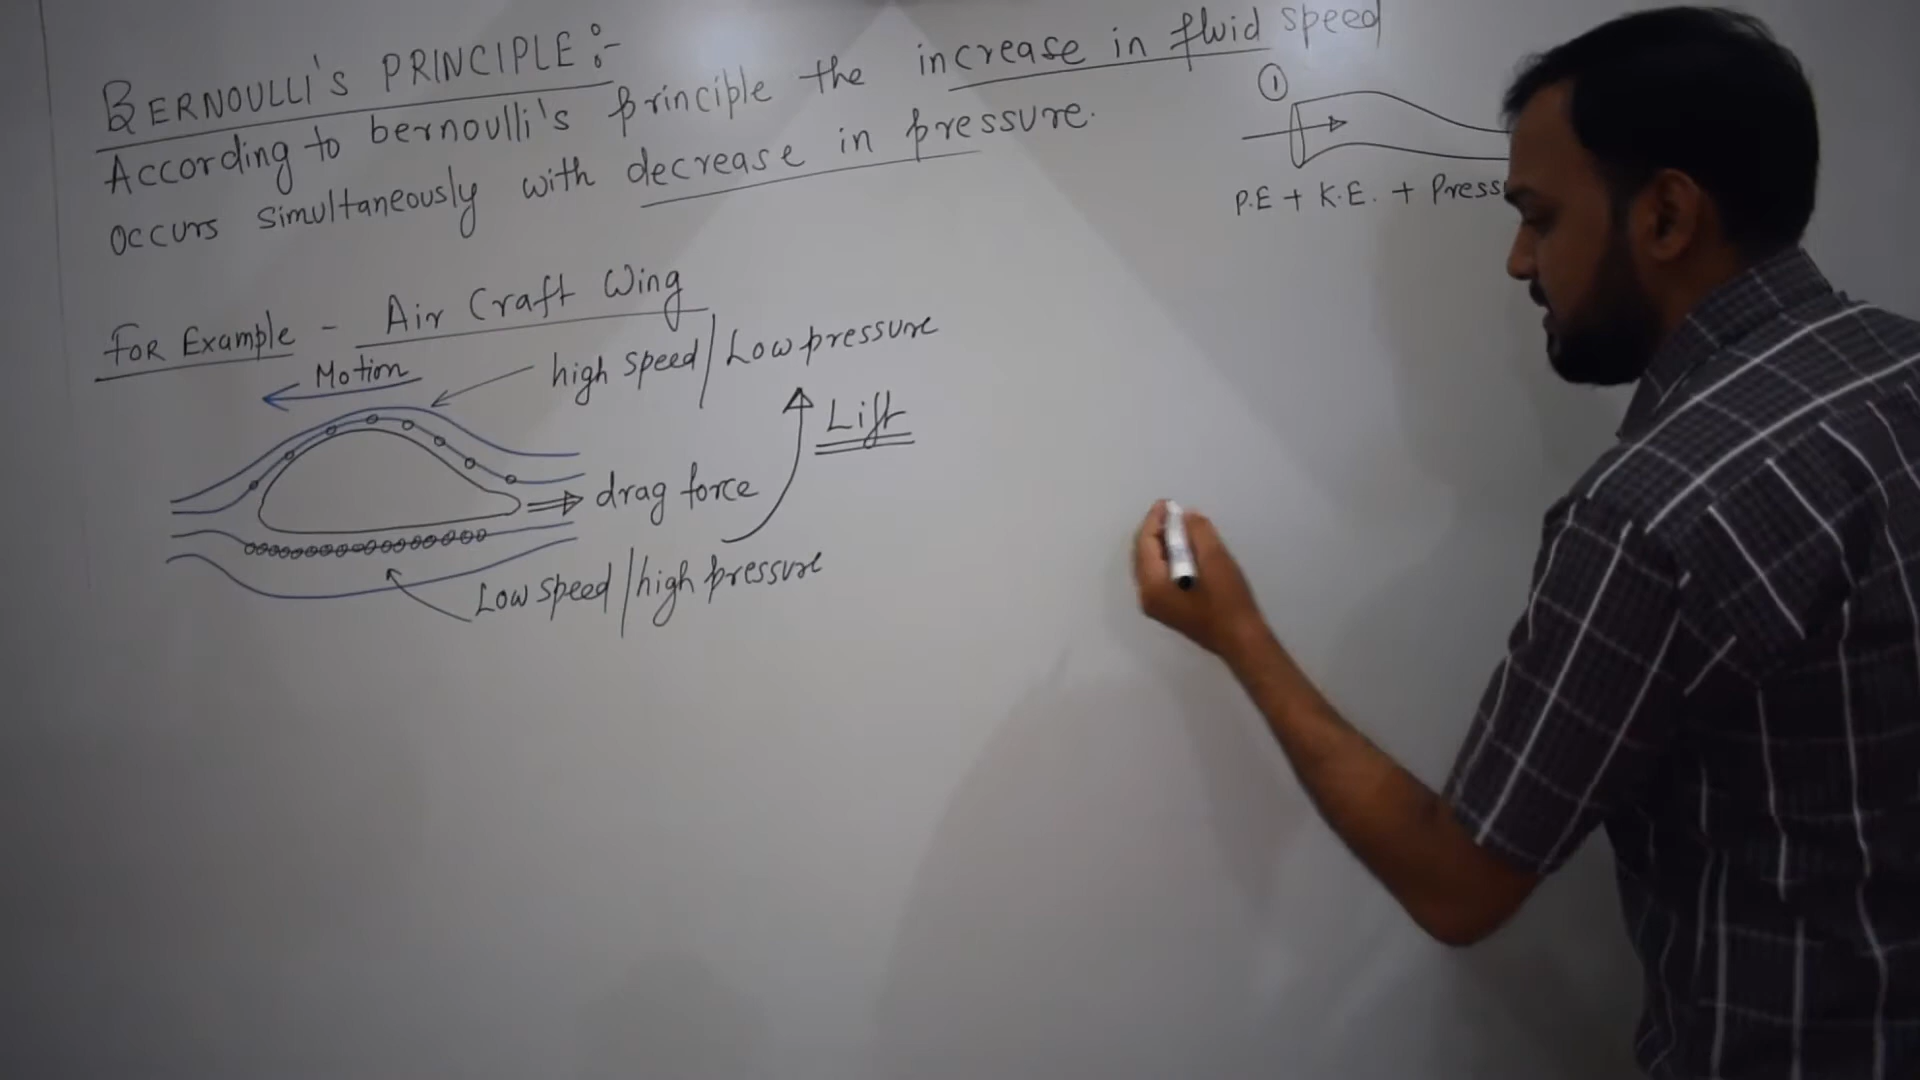 BERNOULLI'S PRINCIPLE:-
According to bernoulli's principle the increase in fluid speed
occurs simultaneously with decrease in pressure.
①
P.E + K.E. + Press
FOR Example - Air Craft Wing
Motion
high speed/Low pressure
Lift
drag force
Low speed/high pressure